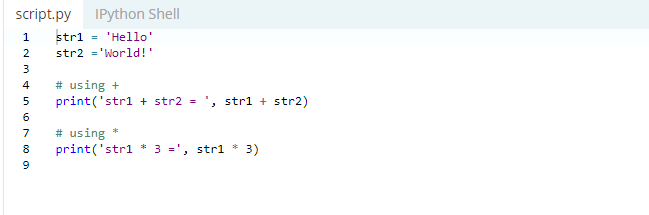 script.py IPython Shell
1 str1 = 'Hello'
2 str2 ='World!'
3
4 # using +
5 print('str1 + str2 = ', str1 + str2)
6
7 # using *
8 print('str1 * 3 =', str1 * 3)
9